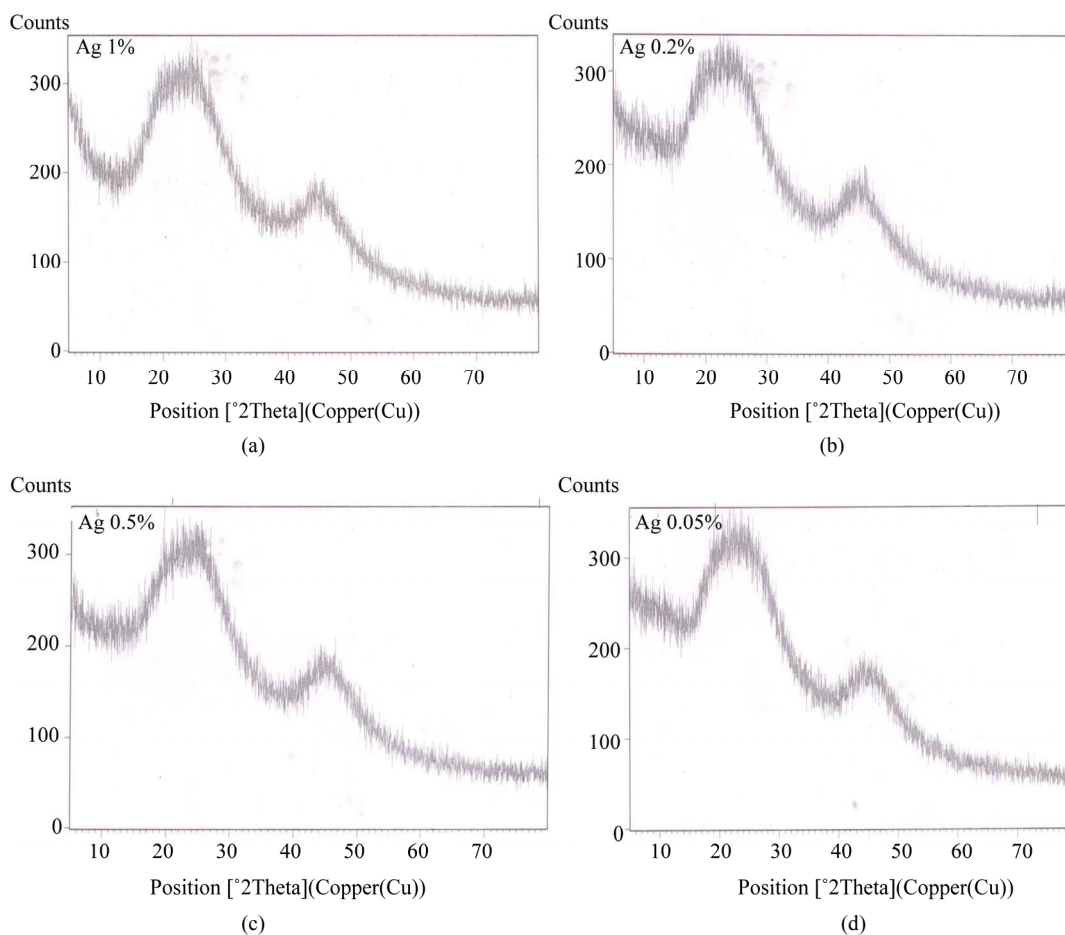 Counts
Ag 1%
300
200
100
0
10 20 30 40 50 60 70
Position [°2Theta](Copper(Cu))
(a)
Counts
Ag 0.2%
300
200
100
0
10 20 30 40 50 60 70
Position [°2Theta](Copper(Cu))
(b)
Counts
Ag 0.5%
300
200
100
0
10 20 30 40 50 60 70
Position [°2Theta](Copper(Cu))
(c)
Counts
Ag 0.05%
300
200
100
0
10 20 30 40 50 60 70
Position [°2Theta](Copper(Cu))
(d)